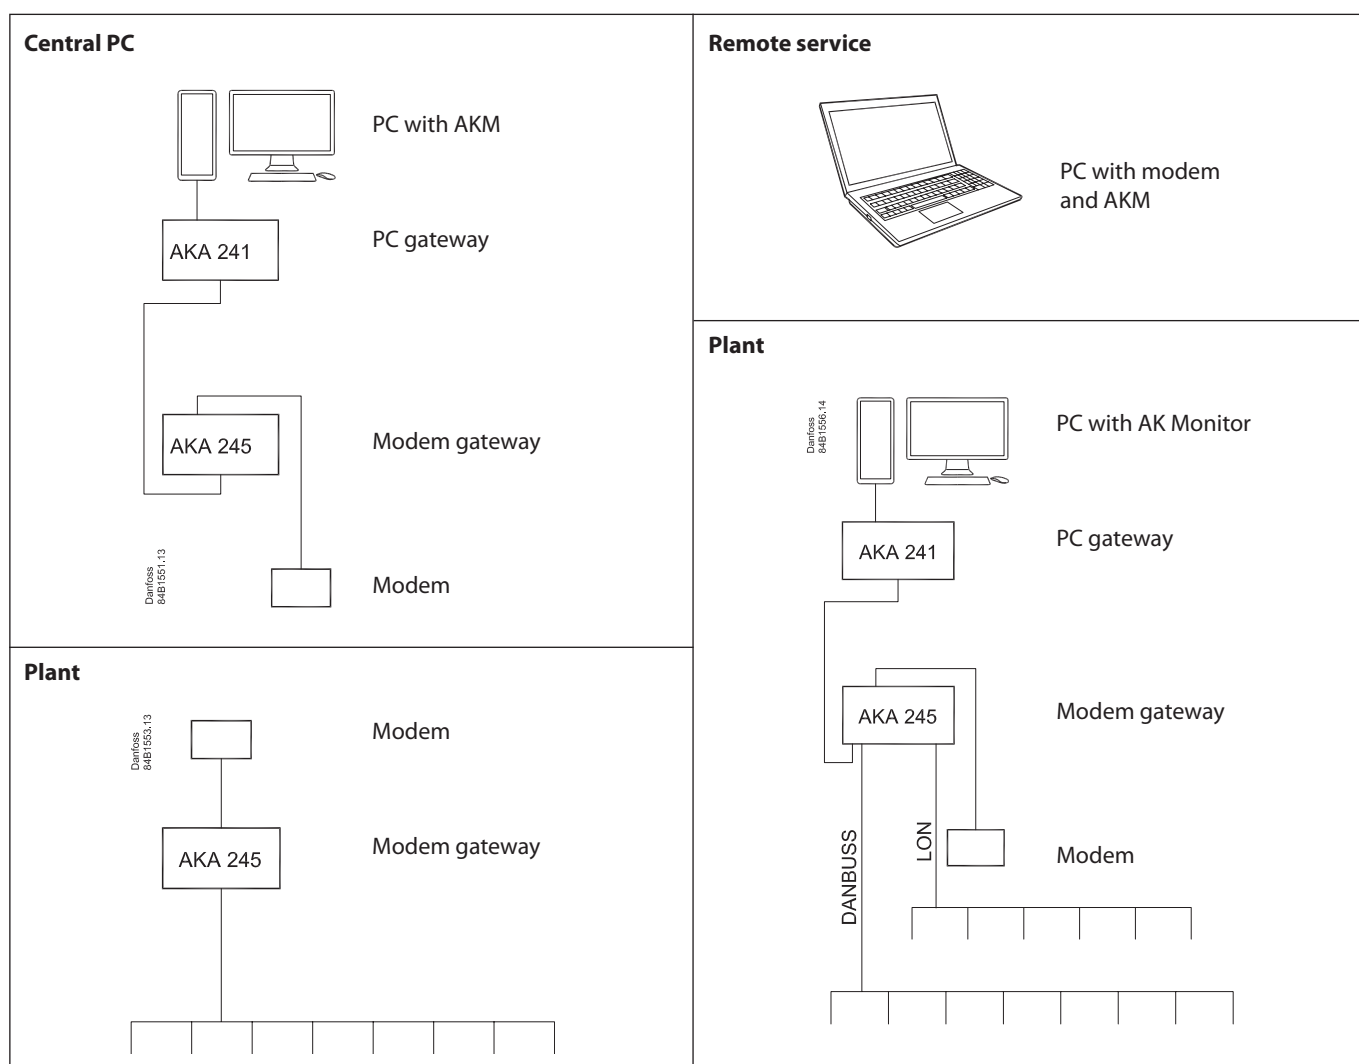 Central PC
PC with AKM
AKA 241
PC gateway
AKA 245
Modem gateway
Danfoss
84B1551.13
Modem
Plant
Danfoss
84B1553.13
Modem
AKA 245
Modem gateway
Remote service
PC with modem
and AKM
Plant
Danfoss
84B1556.14
PC with AK Monitor
AKA 241
PC gateway
AKA 245
Modem gateway
DANBUSS
LON
Modem